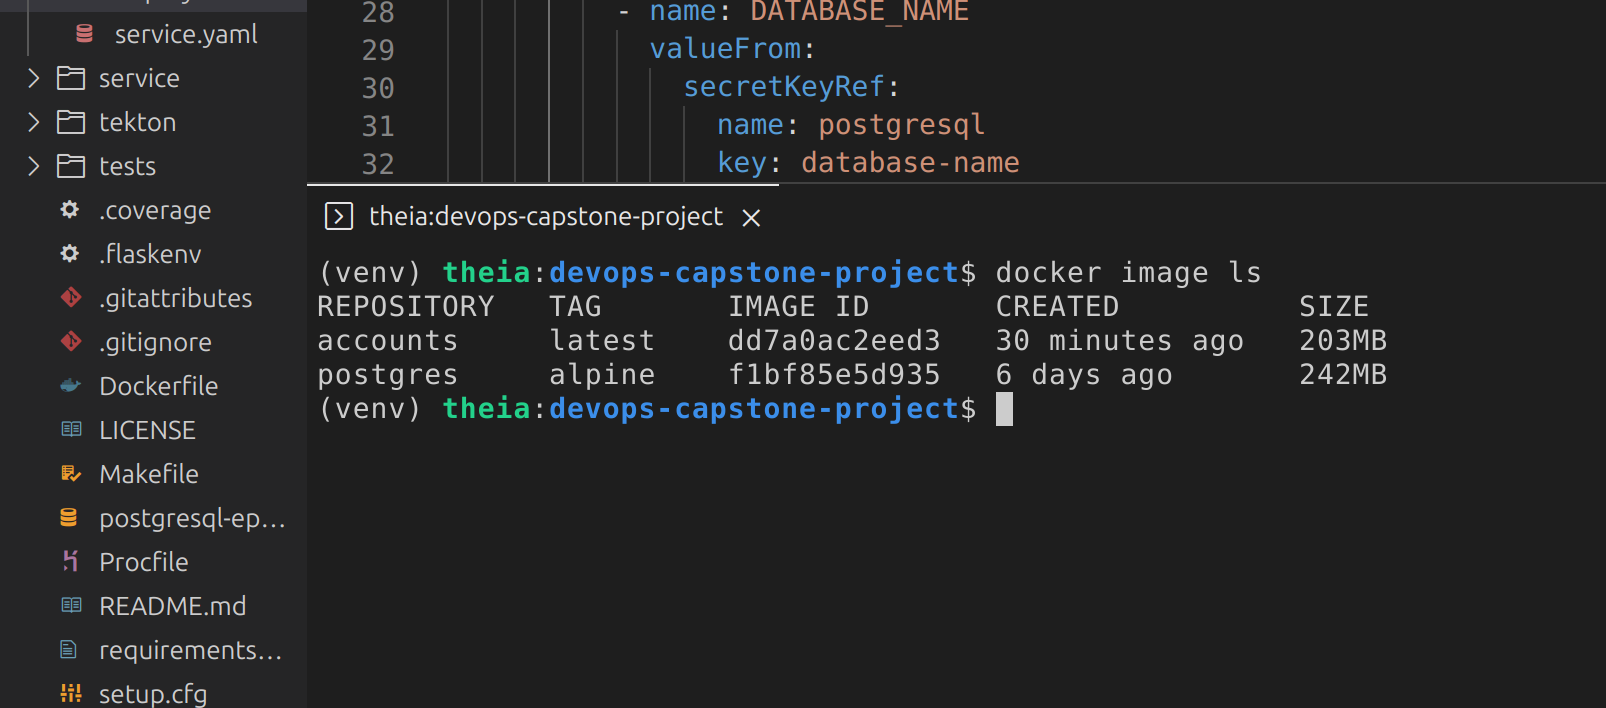 service.yaml
service
tekton
tests
.coverage
.flaskenv
.gitattributes
.gitignore
Dockerfile
LICENSE
Makefile
postgresql-ep...
Procfile
README.md
requirements...
setup.cfg
28 - name: DATABASE_NAME
29 valueFrom:
30 secretKeyRef:
31 name: postgresql
32 key: database-name
theia:devops-capstone-project
(venv) theia:devops-capstone-project$ docker image ls
REPOSITORY TAG IMAGE ID CREATED SIZE
accounts latest dd7a0ac2eed3 30 minutes ago 203MB
postgres alpine f1bf85e5d935 6 days ago 242MB
(venv) theia:devops-capstone-project$